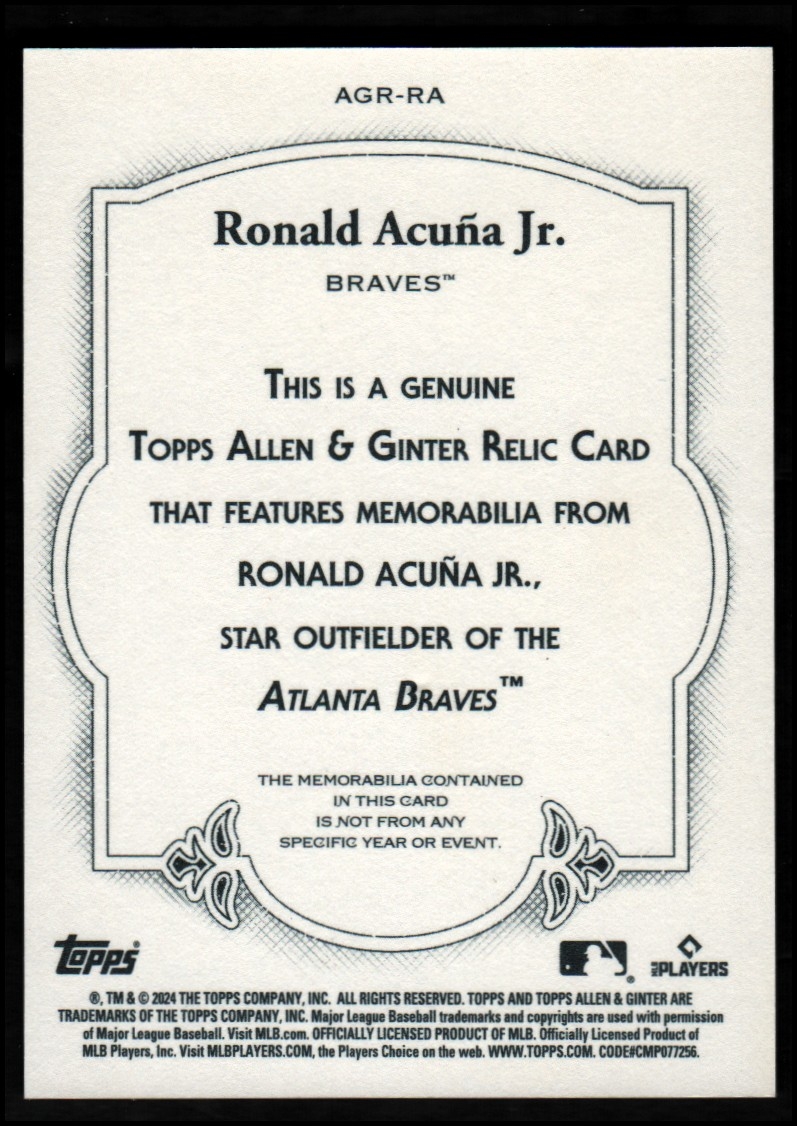 AGR-RA
Ronald Acuña Jr.
BRAVES™
THIS IS A GENUINE
TOPPS ALLEN & GINTER RELIC CARD
THAT FEATURES MEMORABILIA FROM
RONALD ACUÑA JR.,
STAR OUTFIELDER OF THE
ATLANTA BRAVES™
THE MEMORABILIA CONTAINED
IN THIS CARD
IS NOT FROM ANY
SPECIFIC YEAR OR EVENT.
topps®
® MLB PLAYERS
®, TM & © 2024 THE TOPPS COMPANY, INC. ALL RIGHTS RESERVED. TOPPS AND TOPPS ALLEN & GINTER ARE
TRADEMARKS OF THE TOPPS COMPANY, INC. Major League Baseball trademarks and copyrights are used with permission
of Major League Baseball. Visit MLB.com. OFFICIALLY LICENSED PRODUCT OF MLB. Officially Licensed Product of
MLB Players, Inc. Visit MLBPLAYERS.COM, the Players Choice on the web. WWW.TOPPS.COM. CODE#CMP077256.